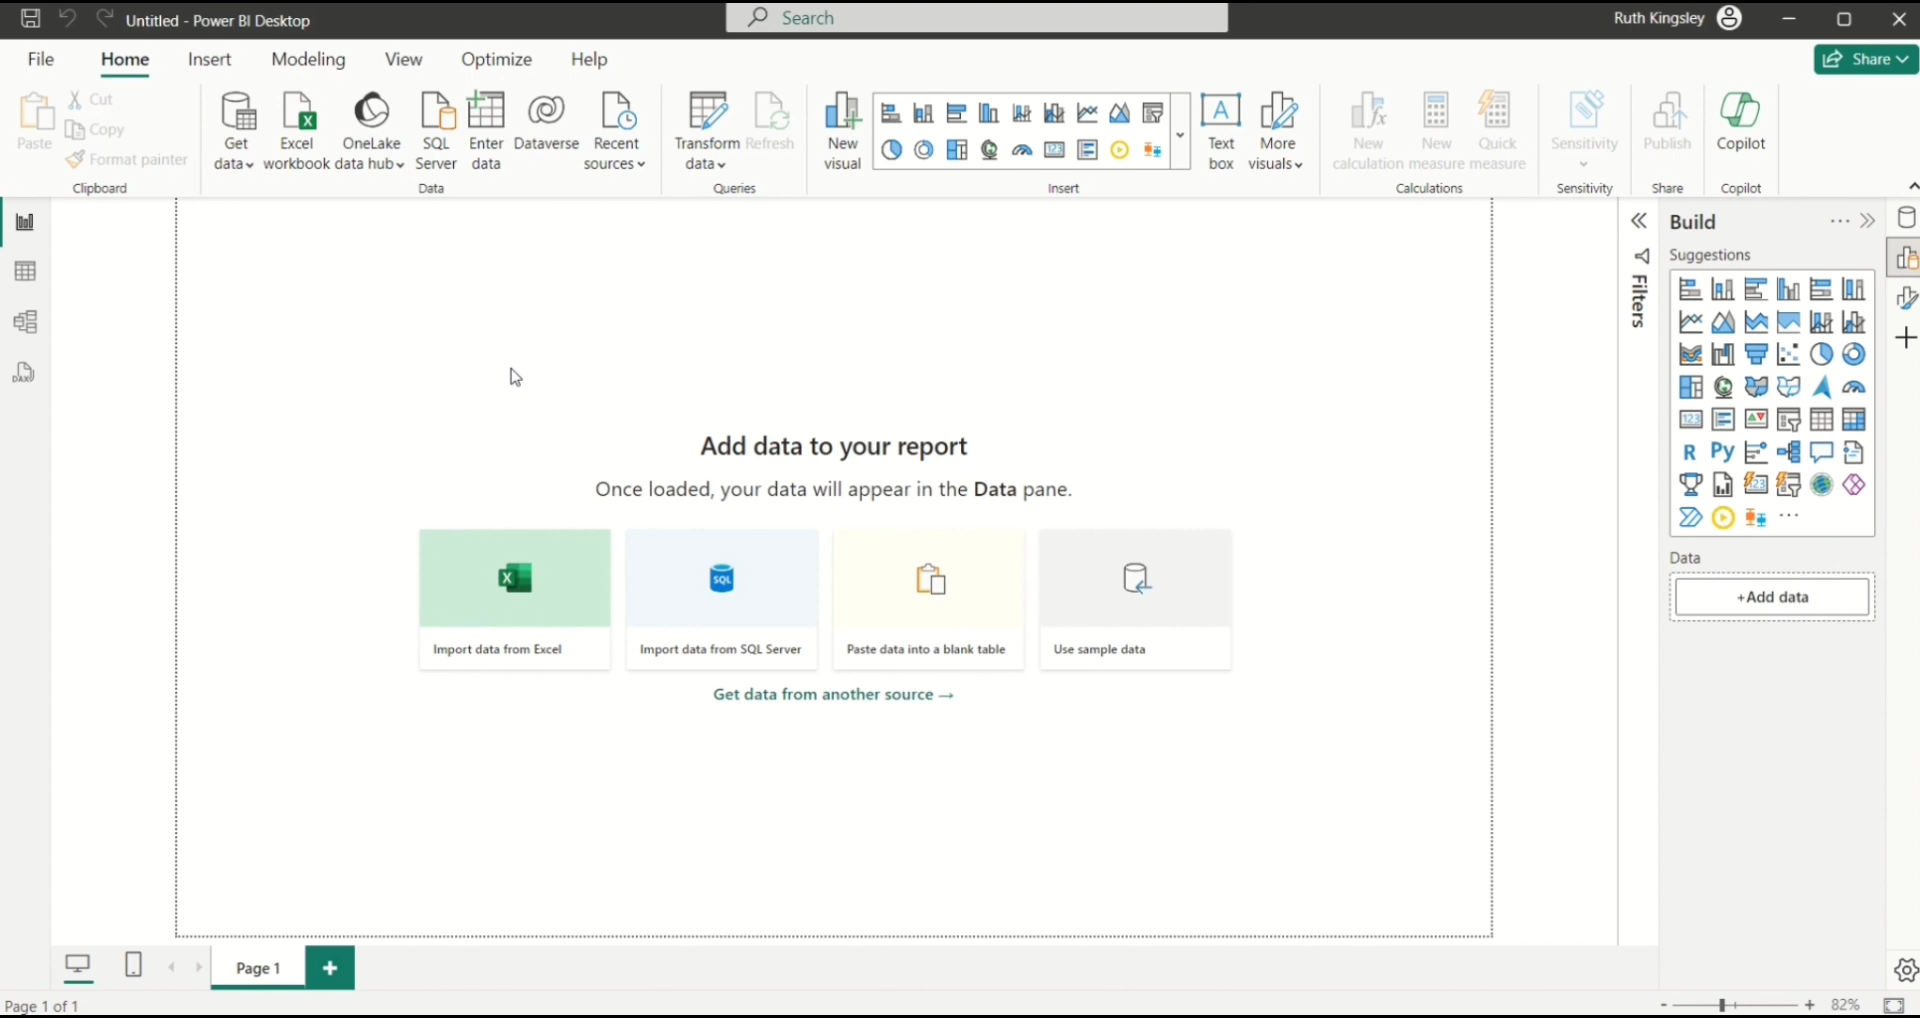 Untitled - Power BI Desktop
Search
Ruth Kingsley
File
Home
Insert
Modeling
View
Optimize
Help
Share
Paste
Cut
Copy
Format painter
Clipboard
Get
data
Excel
workbook
OneLake
data hub
SQL
Server
Enter
data
Dataverse
Recent
sources
Data
Transform
data
Refresh
Queries
New
visual
Insert
A
Text
box
More
visuals
New
calculation
New
measure
Quick
measure
Calculations
Sensitivity
Sensitivity
Publish
Share
Copilot
Copilot
DAX
Add data to your report
Once loaded, your data will appear in the Data pane.
X
SQL
Import data from Excel
Import data from SQL Server
Paste data into a blank table
Use sample data
Get data from another source →
Filters
Build
Suggestions
123
R
Py
123
Data
+Add data
Page 1
Page 1 of 1
- + 82%